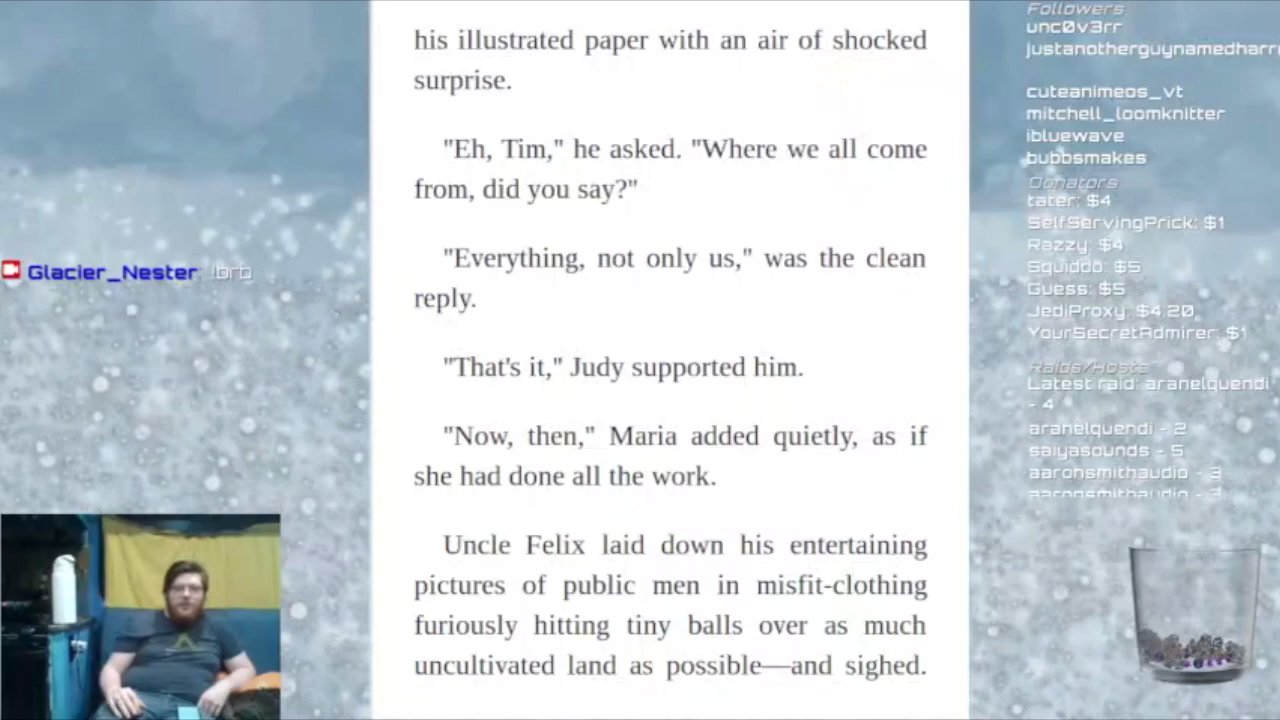 his illustrated paper with an air of shocked
surprise.
"Eh, Tim," he asked. "Where we all come
from, did you say?"
"Everything, not only us," was the clean
reply.
"That's it," Judy supported him.
"Now, then," Maria added quietly, as if
she had done all the work.
Uncle Felix laid down his entertaining
pictures of public men in misfit-clothing
furiously hitting tiny balls over as much
uncultivated land as possible—and sighed.
Glacier_Nester: !brb
Followers
unc0v3rr
justanotherguynamedharr
cuteanimeos_vt
mitchell_loomknitter
ibluewave
bubbsmakes
Donators
tater: $4
SelfServingPrick: $1
Razzy: $4
Squiddo: $5
Guess: $5
JediProxy: $4.20
YourSecretAdmirer: $1
Raids/Hosts
Latest raid: aranelquendi
- 4
aranelquendi - 2
saiyasounds - 5
aaronsmithaudio - 3
aaronsmithaudio - 3